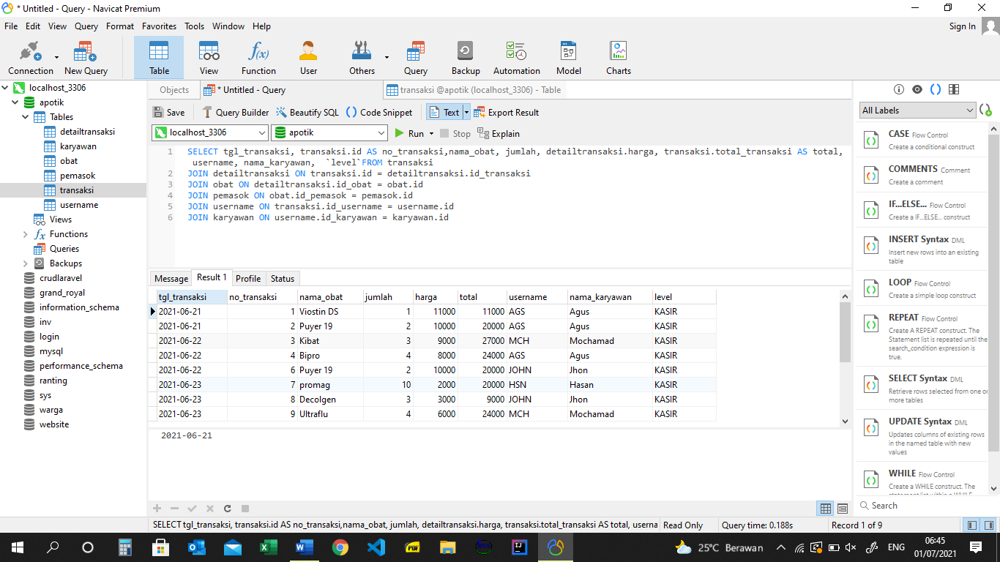 * Untitled - Query - Navicat Premium
File Edit View Query Format Favorites Tools Window Help
Sign In
Connection New Query Table View Function User Others Query Backup Automation Model Charts
localhost_3306
apotik
Tables
detailtransaksi
karyawan
obat
pemasok
transaksi
username
Views
Functions
Queries
Backups
crudlaravel
grand_royal
information_schema
inv
login
mysql
performance_schema
ranting
sys
warga
website
Objects * Untitled - Query transaksi @apotik (localhost_3306) - Table
Save Query Builder Beautify SQL Code Snippet Text Export Result
localhost_3306 apotik Run Stop Explain
1 SELECT tgl_transaksi, transaksi.id AS no_transaksi,nama_obat, jumlah, detailtransaksi.harga, transaksi.total_transaksi AS total,
username, nama_karyawan, `level`FROM transaksi
2 JOIN detailtransaksi ON transaksi.id = detailtransaksi.id_transaksi
3 JOIN obat ON detailtransaksi.id_obat = obat.id
4 JOIN pemasok ON obat.id_pemasok = pemasok.id
5 JOIN username ON transaksi.id_username = username.id
6 JOIN karyawan ON username.id_karyawan = karyawan.id
Message Result 1 Profile Status
tgl_transaksi no_transaksi nama_obat jumlah harga total username nama_karyawan level
2021-06-21 1 Viostin DS 1 11000 11000 AGS Agus KASIR
2021-06-21 2 Puyer 19 2 10000 20000 AGS Agus KASIR
2021-06-22 3 Kibat 3 9000 27000 MCH Mochamad KASIR
2021-06-22 4 Bipro 4 8000 24000 AGS Agus KASIR
2021-06-22 6 Puyer 19 2 10000 20000 JOHN Jhon KASIR
2021-06-23 7 promag 10 2000 20000 HSN Hasan KASIR
2021-06-23 8 Decolgen 3 3000 9000 JOHN Jhon KASIR
2021-06-23 9 Ultraflu 4 6000 24000 MCH Mochamad KASIR
2021-06-21
All Labels
CASE Flow Control
Create a conditional construct
COMMENTS Comment
Create a comment
IF...ELSE... Flow Control
Create a IF...ELSE... construct
INSERT Syntax DML
Insert new rows into an existing
table
LOOP Flow Control
Create a simple loop construct
REPEAT Flow Control
Create A REPEAT construct. The
Statement list is repeated until the
search_condition expression is
true.
SELECT Syntax DML
Retrieve rows selected from one or
more tables
UPDATE Syntax DML
Updates columns of existing rows
in the named table with new
values
WHILE Flow Control
Create a WHILE construct. The
statement list within a WHILE
Search
SELECT tgl_transaksi, transaksi.id AS no_transaksi,nama_obat, jumlah, detailtransaksi.harga, transaksi.total_transaksi AS total, userna Read Only Query time: 0.188s Record 1 of 9
25°C Berawan ENG 06:45
01/07/2021